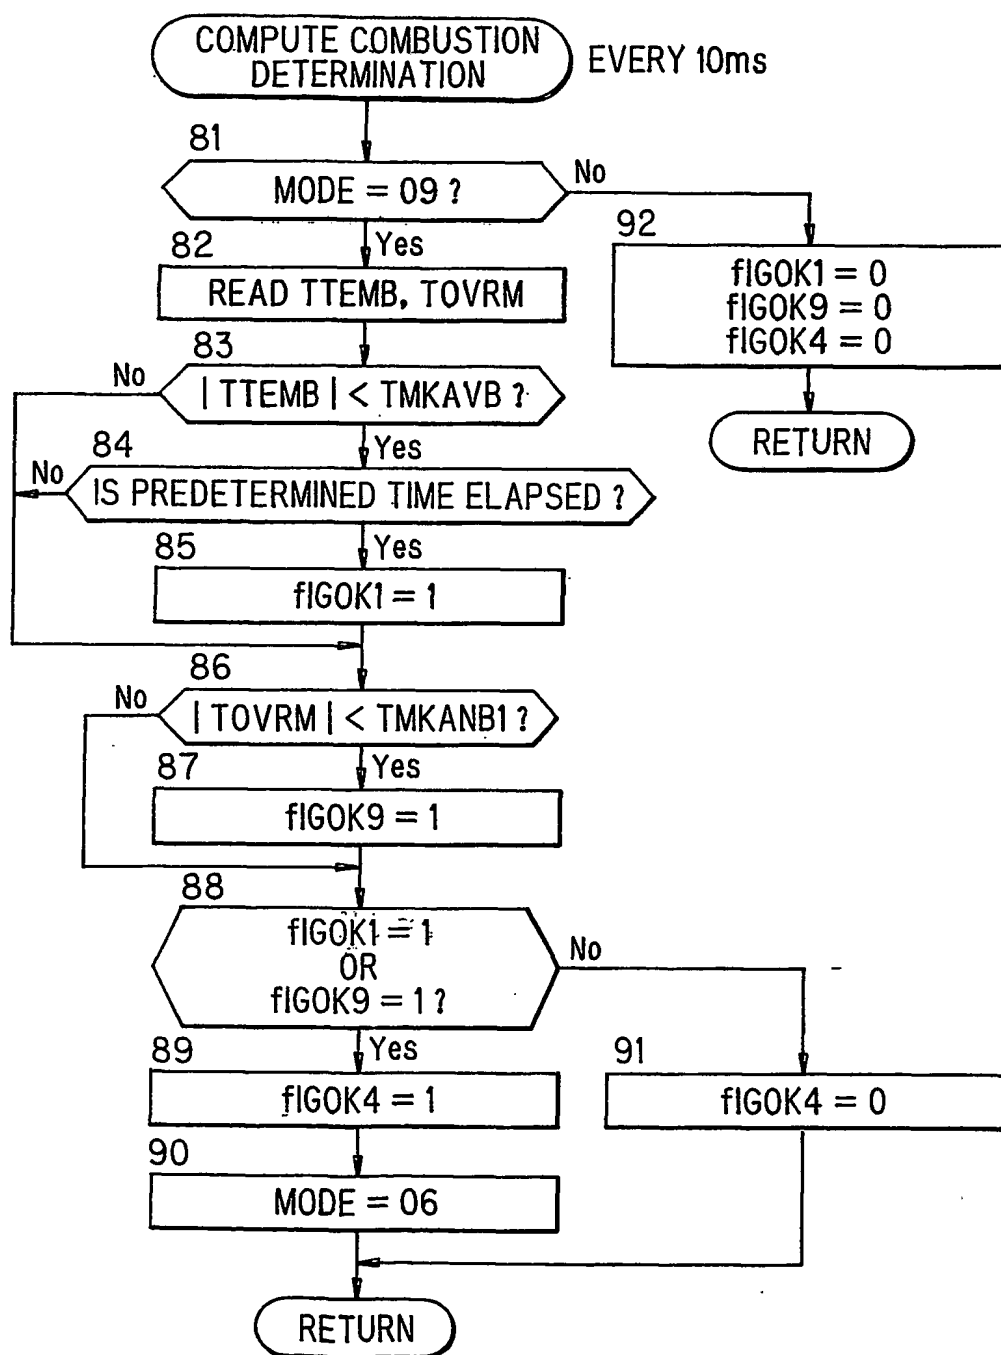 COMPUTE COMBUSTION
DETERMINATION
EVERY 10ms
81
MODE = 09 ?
No
Yes
92
fIGOK1 = 0
fIGOK9 = 0
fIGOK4 = 0
RETURN
82
READ TTEMB, TOVRM
83
No
| TTEMB | < TMKAVB ?
Yes
84
No
IS PREDETERMINED TIME ELAPSED ?
Yes
85
fIGOK1 = 1
86
No
| TOVRM | < TMKANB1 ?
Yes
87
fIGOK9 = 1
88
fIGOK1 = 1
OR
fIGOK9 = 1 ?
No
Yes
89
fIGOK4 = 1
91
fIGOK4 = 0
90
MODE = 06
RETURN